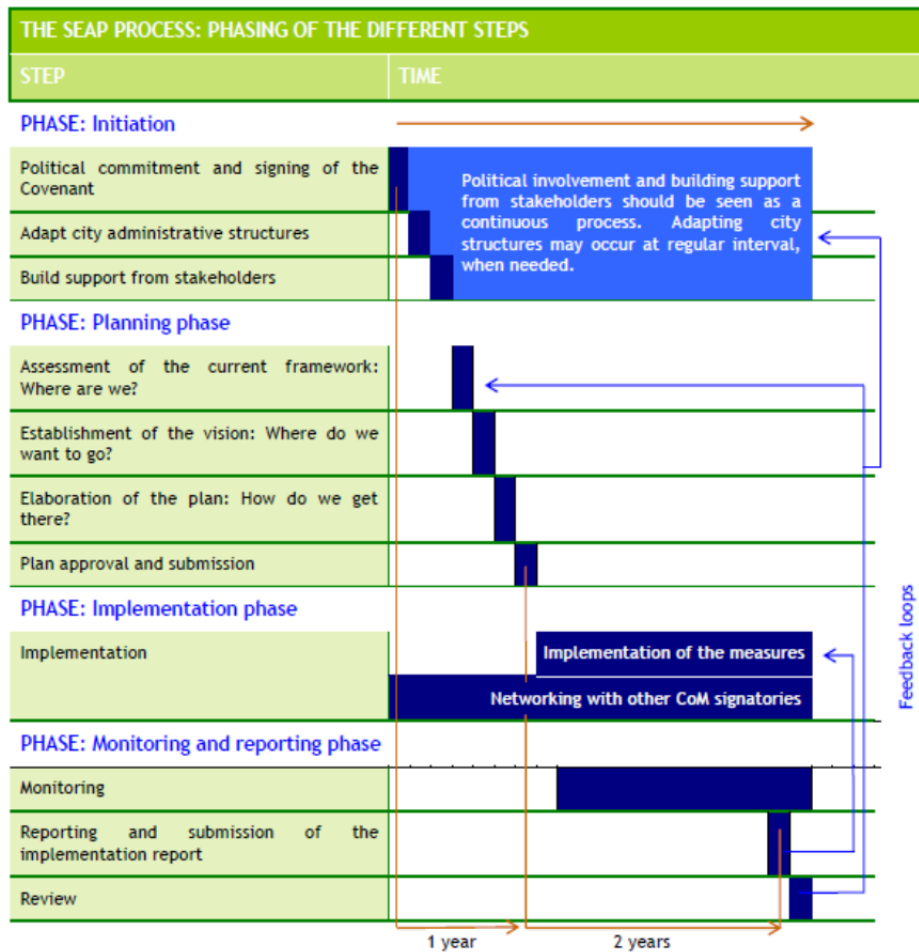 THE SEAP PROCESS: PHASING OF THE DIFFERENT STEPS
STEP
TIME
PHASE: Initiation
Political commitment and signing of the
Covenant
Political involvement and building support
from stakeholders should be seen as a
continuous process. Adapting city
structures may occur at regular interval,
when needed.
Adapt city administrative structures
Build support from stakeholders
PHASE: Planning phase
Assessment of the current framework:
Where are we?
Establishment of the vision: Where do we
want to go?
Elaboration of the plan: How do we get
there?
Plan approval and submission
PHASE: Implementation phase
Implementation
Implementation of the measures
Networking with other CoM signatories
Feedback loops
PHASE: Monitoring and reporting phase
Monitoring
Reporting and submission of the
implementation report
Review
1 year
2 years